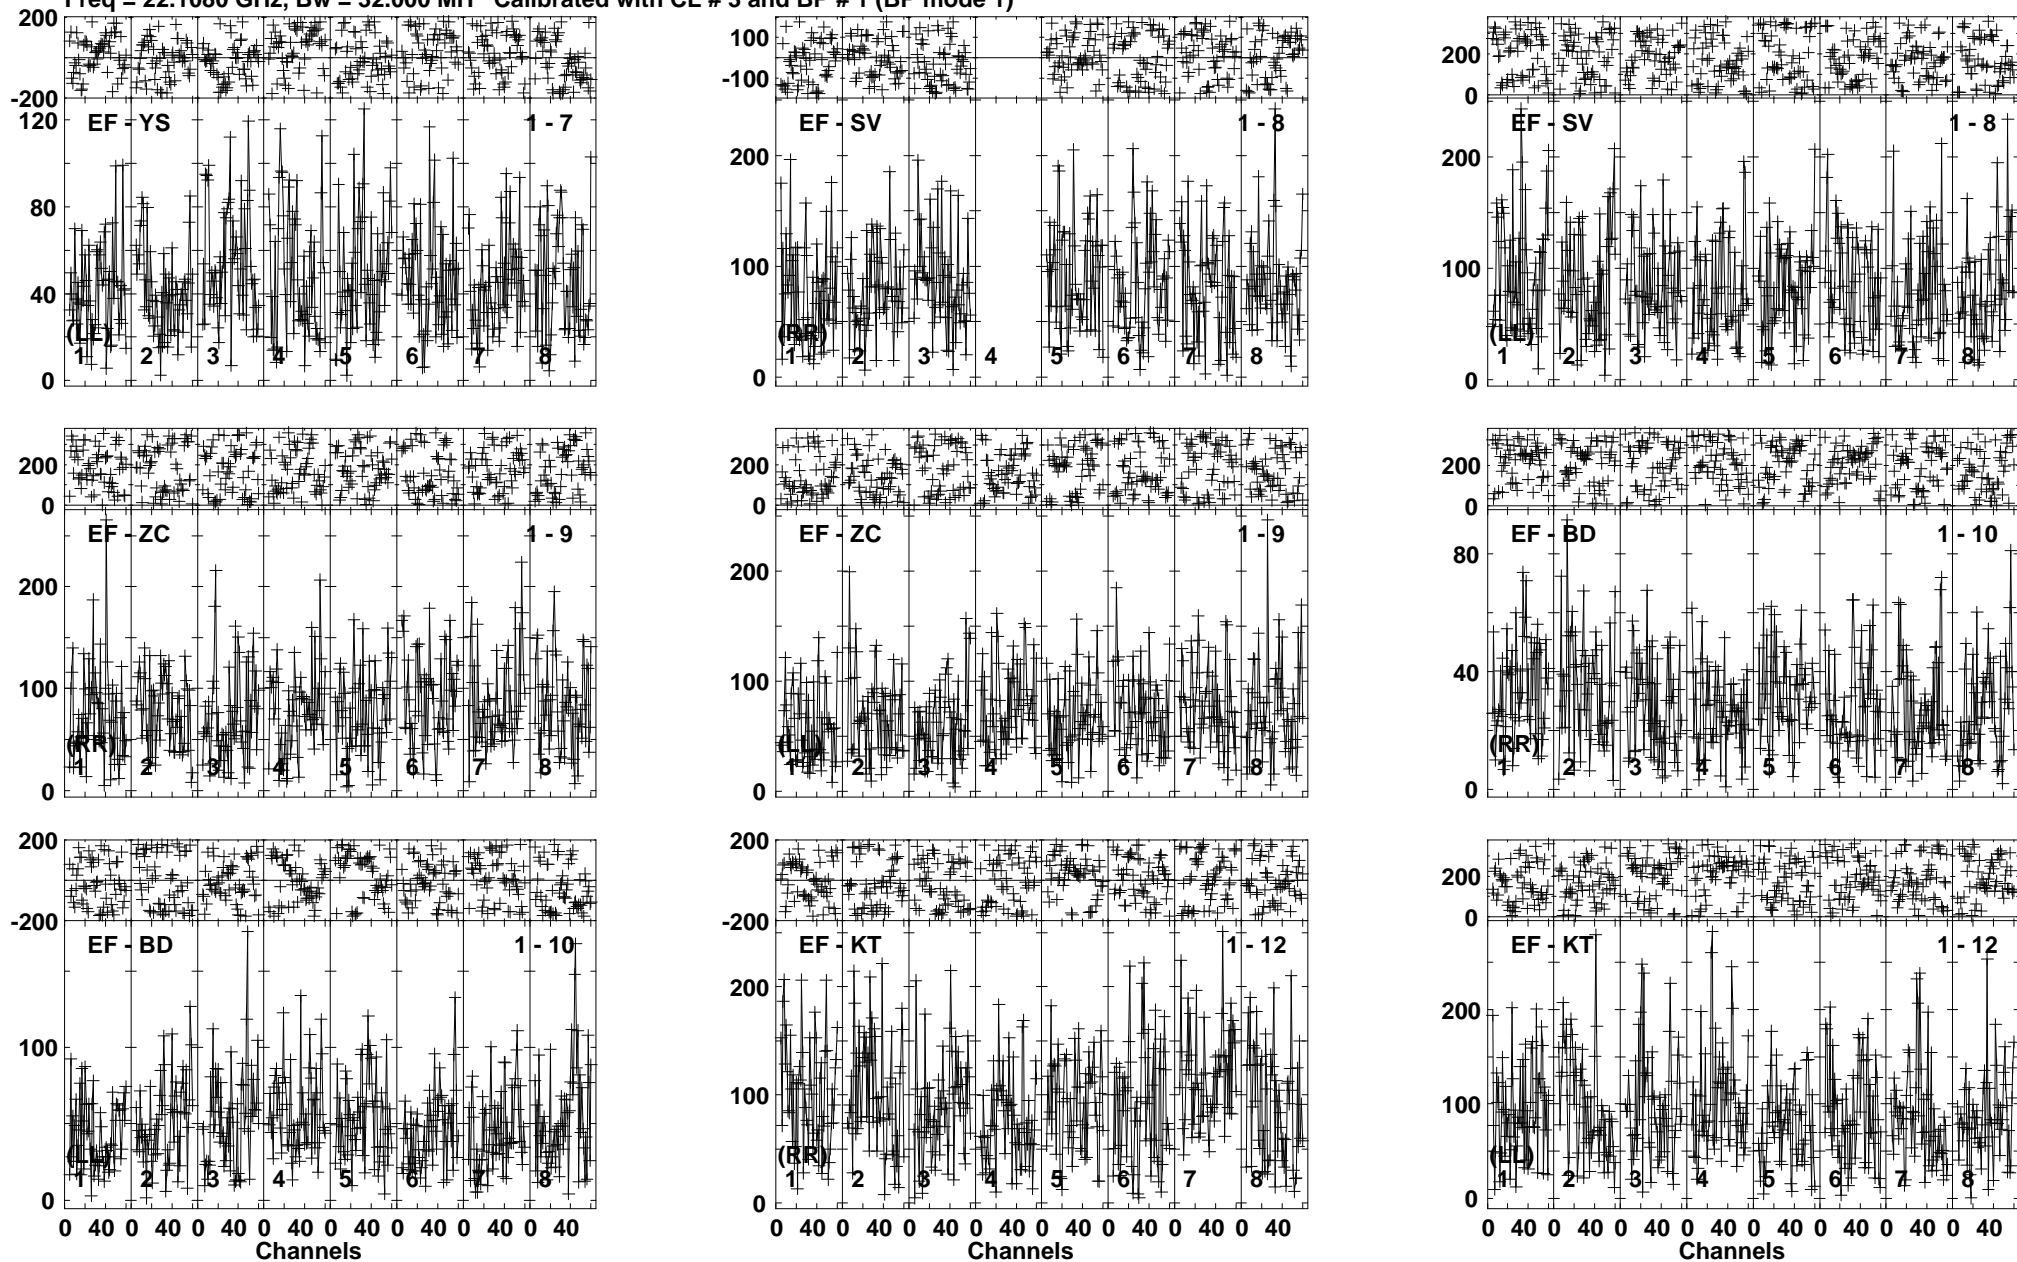 Freq = 22.1080 GHz, Bw = 32.000 MH Calibrated with CL # 3 and BP # 1 (BP mode 1)
200 100 200
-200 -100 0
120 EF - YS 1 - 7 200 EF - SV 1 - 8 200 EF - SV 1 - 8
80 100 100
40
(LL) (RR) (LL)
1 2 3 4 5 6 7 8 1 2 3 4 5 6 7 8 1 2 3 4 5 6 7 8
0 0 0
200 200 200
0 0 0
EF - ZC 1 - 9 EF - ZC 1 - 9 EF - BD 1 - 10
200 200 80
100 100 40
(RR) (LL) (RR)
1 2 3 4 5 6 7 8 1 2 3 4 5 6 7 8 1 2 3 4 5 6 7 8
0 0 0
200 200 200
-200 -200 0
EF - BD 1 - 10 EF - KT 1 - 12 EF - KT 1 - 12
100 200 200
100 100
(LL) (RR) (LL)
1 2 3 4 5 6 7 8 1 2 3 4 5 6 7 8 1 2 3 4 5 6 7 8
0 0 0
0 40 0 40 0 40 0 40 0 40 0 40 0 40 0 40 0 40 0 40 0 40 0 40 0 40 0 40 0 40 0 40 0 40 0 40 0 40 0 40 0 40 0 40 0 40 0 40
Channels Channels Channels